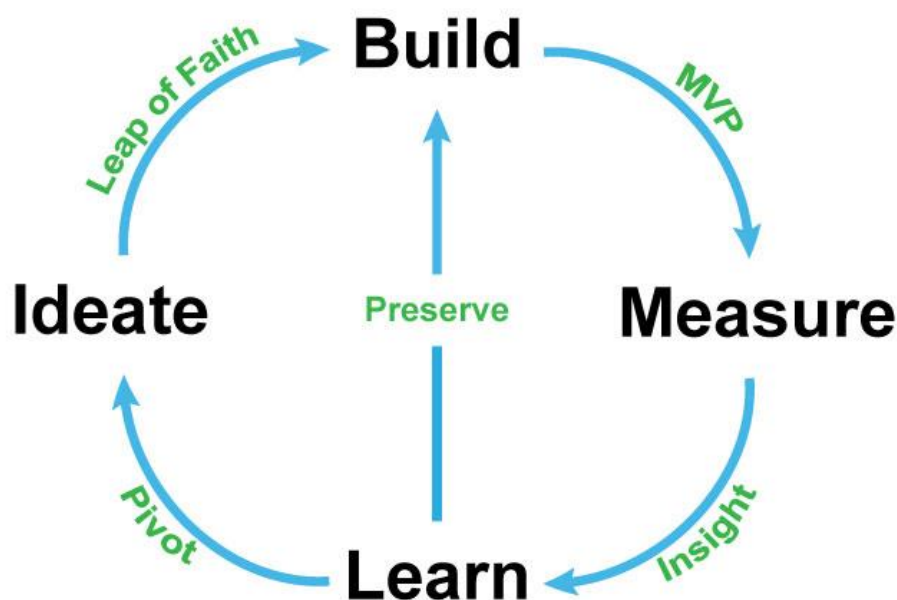 Build
Leap of Faith
MVP
Ideate
Preserve
Measure
Pivot
Insight
Learn